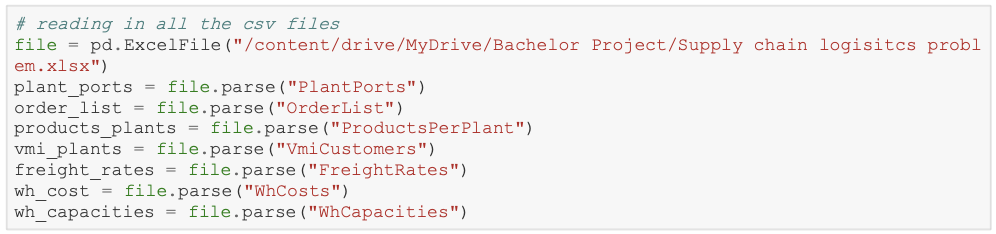 # reading in all the csv files
file = pd.ExcelFile("/content/drive/MyDrive/Bachelor Project/Supply chain logisitcs probl
em.xlsx")
plant_ports = file.parse("PlantPorts")
order_list = file.parse("OrderList")
products_plants = file.parse("ProductsPerPlant")
vmi_plants = file.parse("VmiCustomers")
freight_rates = file.parse("FreightRates")
wh_cost = file.parse("WhCosts")
wh_capacities = file.parse("WhCapacities")